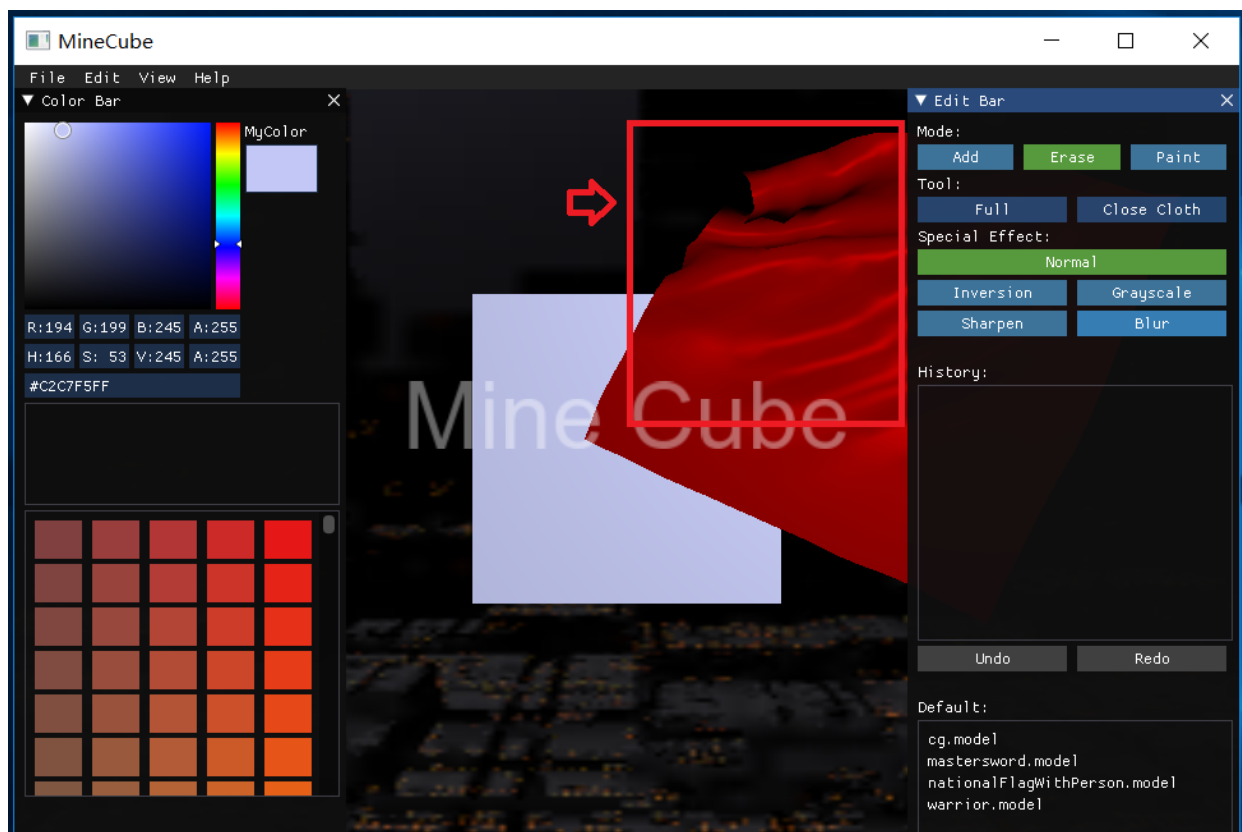 MineCube
File Edit View Help
Color Bar
MyColor
R:194 G:199 B:245 A:255
H:166 S: 53 V:245 A:255
#C2C7F5FF
Mine Cube
Edit Bar
Mode:
Add Erase Paint
Tool:
Full Close Cloth
Special Effect:
Normal
Inversion Grayscale
Sharpen Blur
History:
Undo Redo
Default:
cg.model
mastersword.model
nationalFlagWithPerson.model
warrior.model